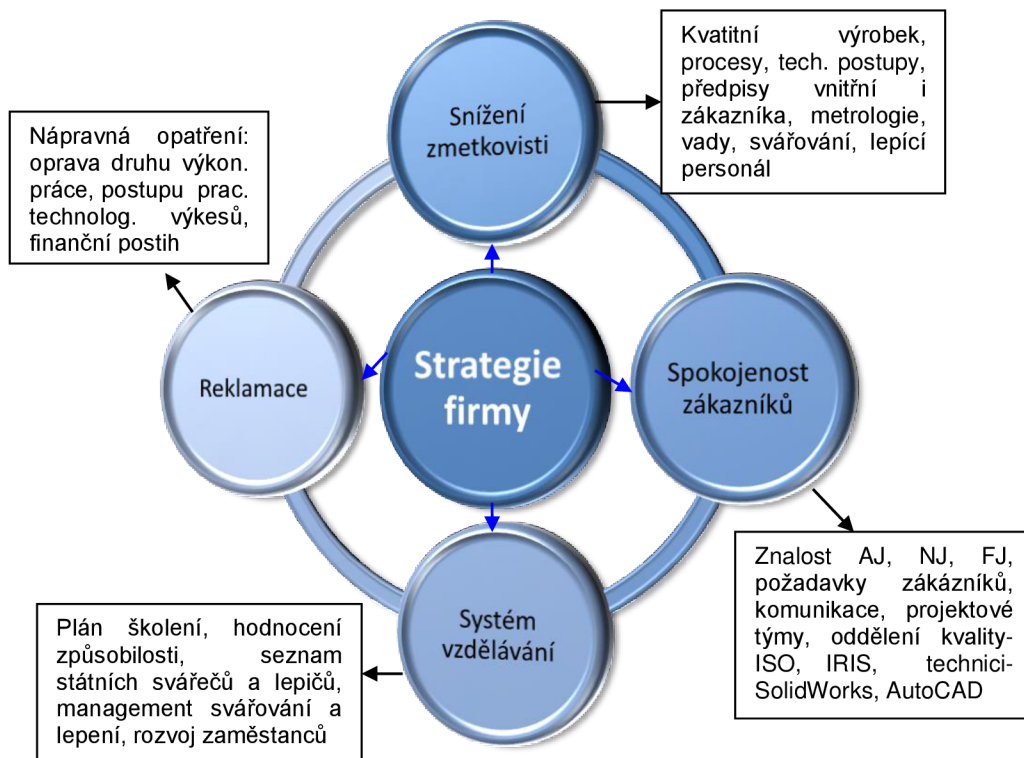 Kvatitní výrobek,
procesy, tech. postupy,
předpisy vnitřní i
zákazníka, metrologie,
vady, svářování, lepící
personál
Snížení
zmetkovisti
Nápravná opatření:
oprava druhu výkon.
práce, postupu prac.
technolog. výkesů,
finanční postih
Reklamace
Strategie
firmy
Spokojenost
zákazníků
Systém
vzdělávání
Znalost AJ, NJ, FJ,
požadavky zákázníků,
komunikace, projektové
týmy, oddělení kvality-
ISO, IRIS, technici-
SolidWorks, AutoCAD
Plán školení, hodnocení
způsobilosti, seznam
státních svářečů a lepičů,
management svářování a
lepení, rozvoj zaměstanců